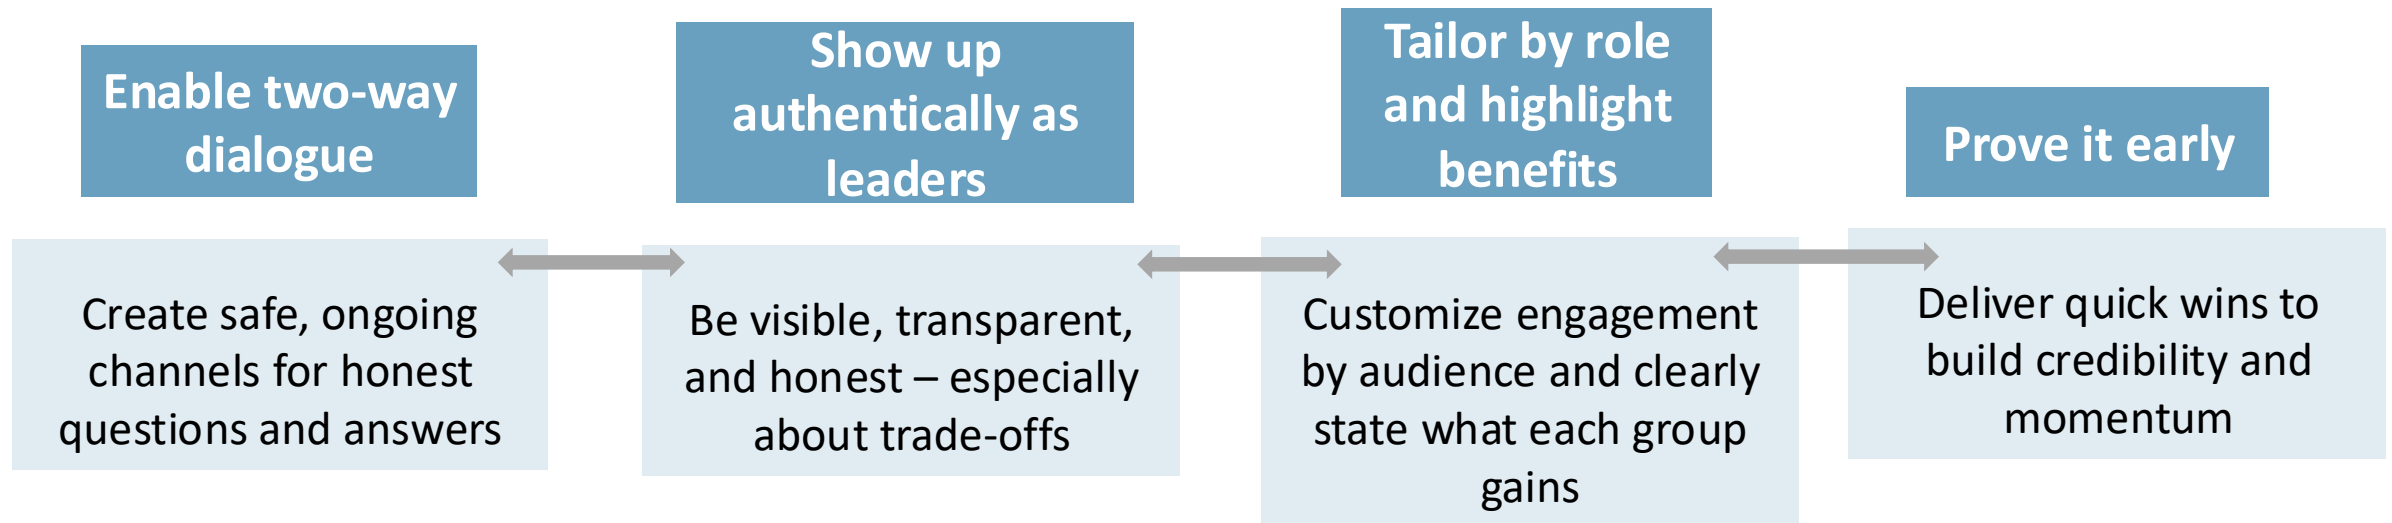 Enable two-way
dialogue
Create safe, ongoing
channels for honest
questions and answers
Show up
authentically as
leaders
Be visible, transparent,
and honest – especially
about trade-offs
Tailor by role
and highlight
benefits
Customize engagement
by audience and clearly
state what each group
gains
Prove it early
Deliver quick wins to
build credibility and
momentum